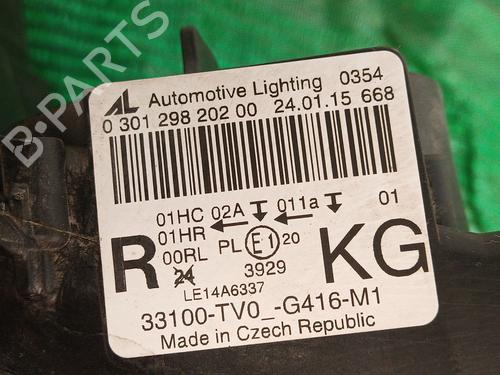 B-PARTS
AL Automotive Lighting 0354
0 301 298 202 00 24.01.15 668
01HC 02A 011a 01
01HR
00RL PL E1 20
R KG
24 3929
LE14A6337
33100-TV0_-G416-M1
Made in Czech Republic
B-PARTS